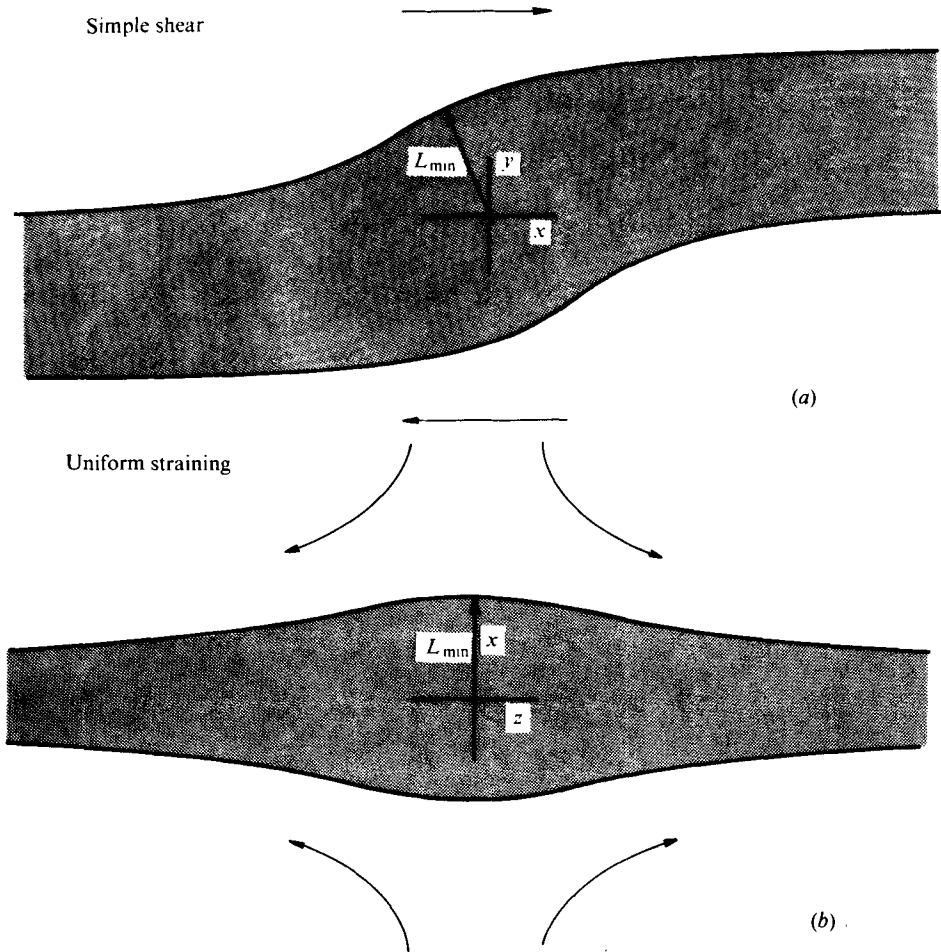 Simple shear
L_min
y
x
(a)
Uniform straining
L_min x
z
(b)